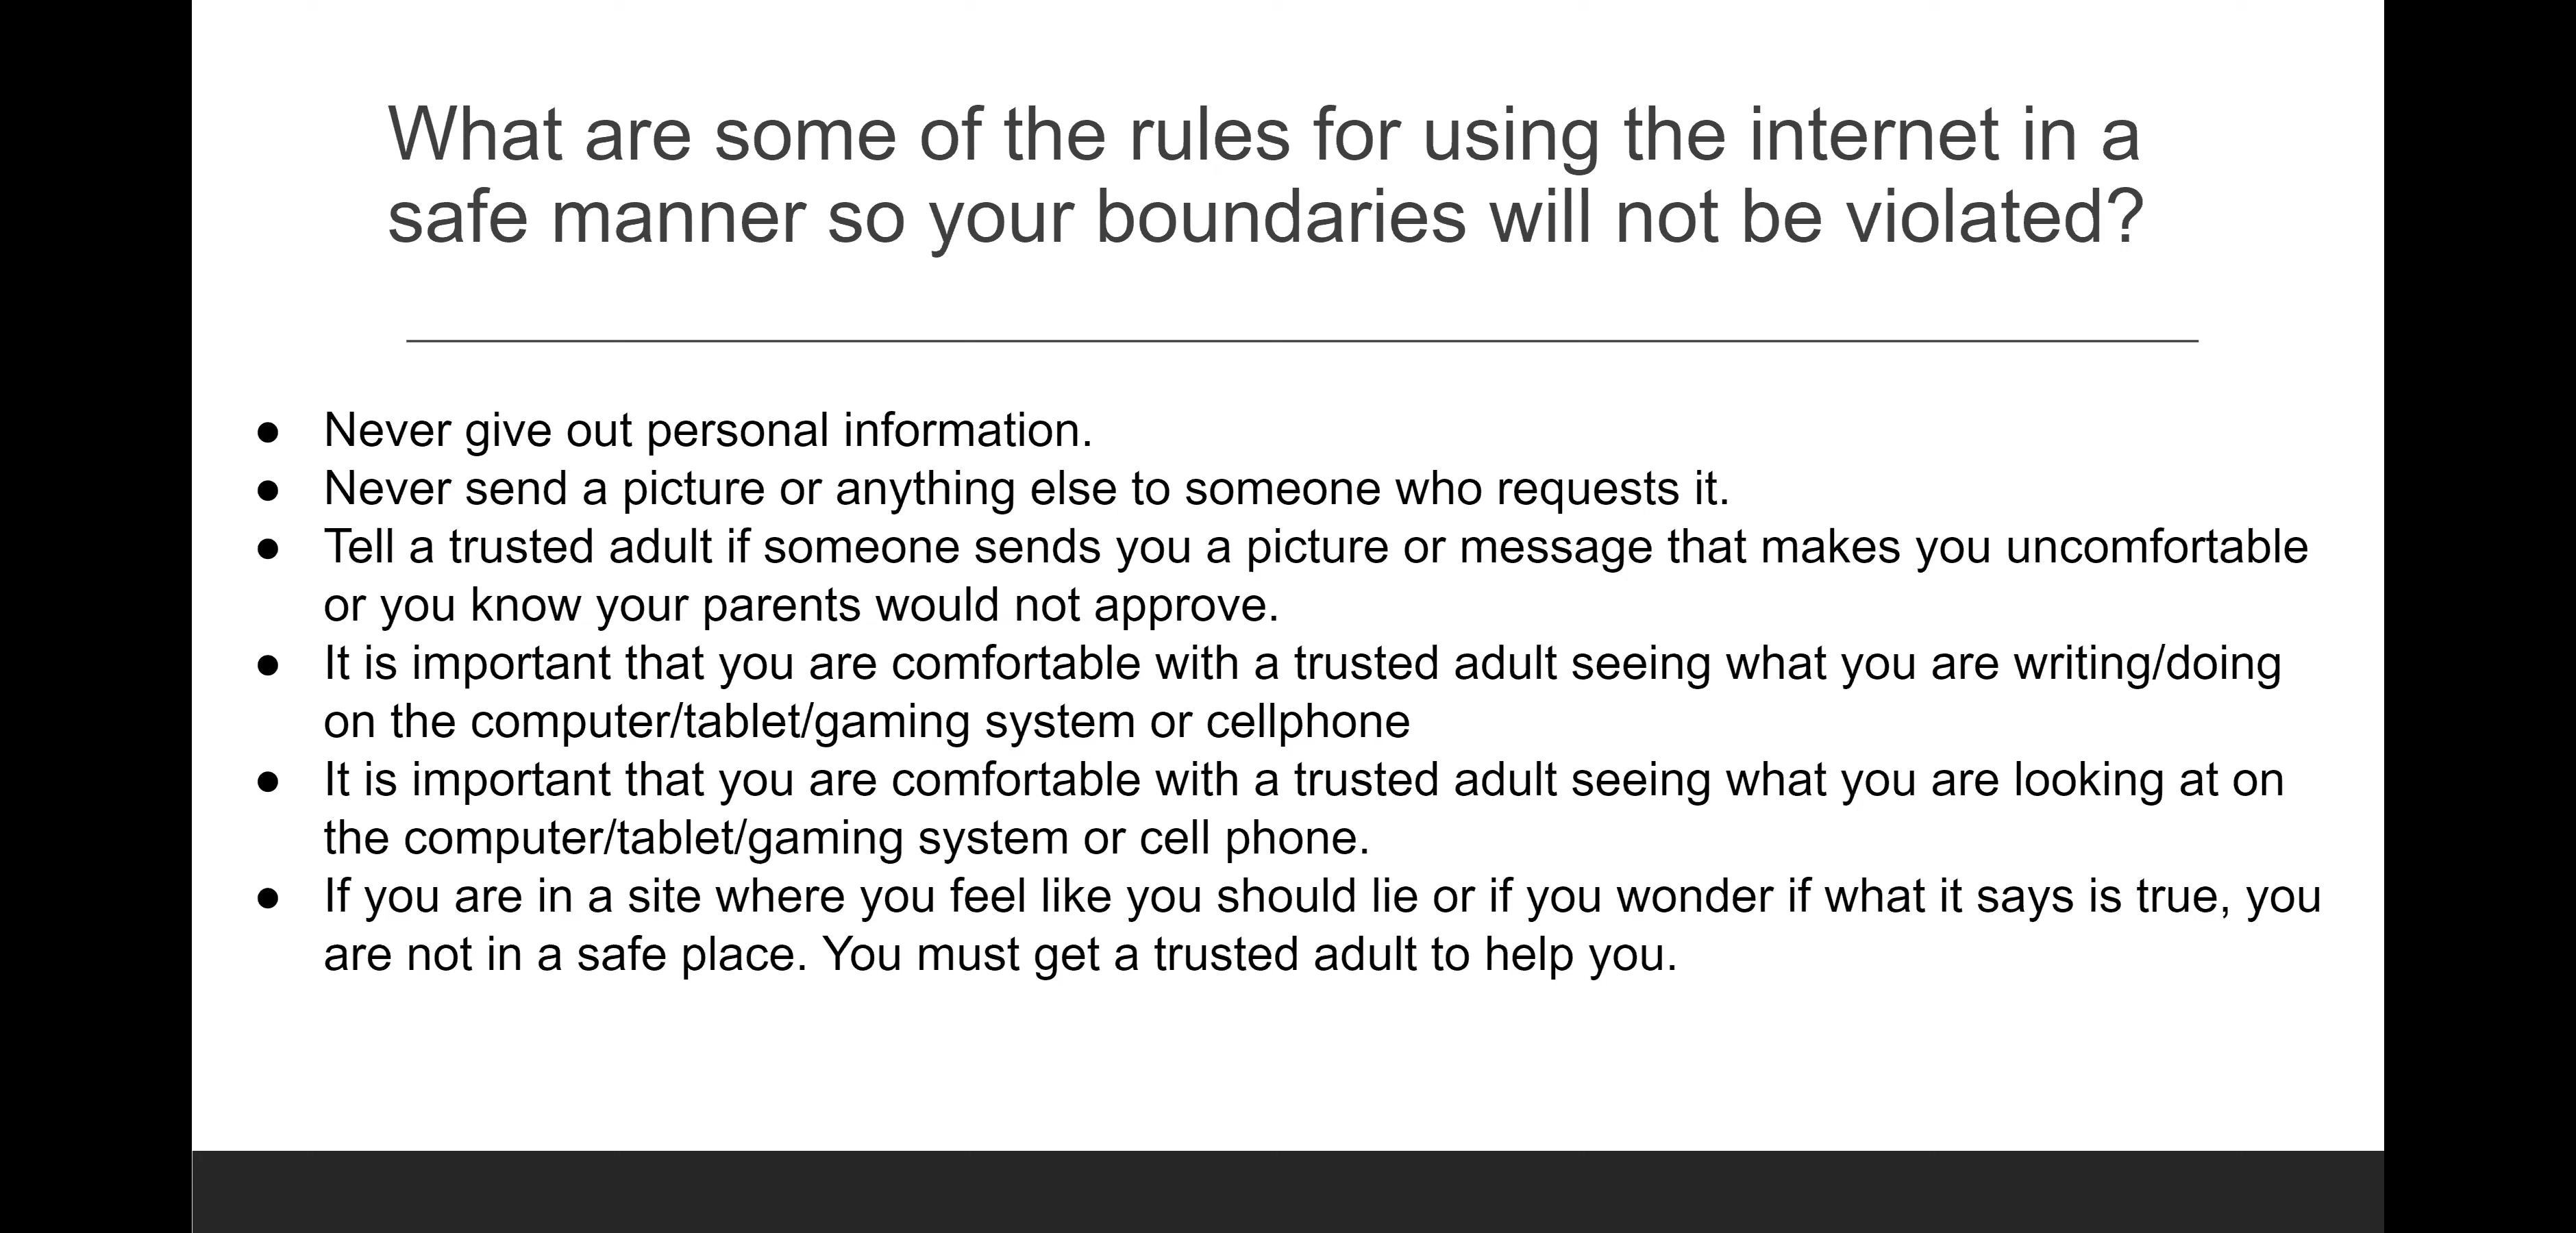 What are some of the rules for using the internet in a
safe manner so your boundaries will not be violated?
● Never give out personal information.
● Never send a picture or anything else to someone who requests it.
● Tell a trusted adult if someone sends you a picture or message that makes you uncomfortable
or you know your parents would not approve.
● It is important that you are comfortable with a trusted adult seeing what you are writing/doing
on the computer/tablet/gaming system or cellphone
● It is important that you are comfortable with a trusted adult seeing what you are looking at on
the computer/tablet/gaming system or cell phone.
● If you are in a site where you feel like you should lie or if you wonder if what it says is true, you
are not in a safe place. You must get a trusted adult to help you.